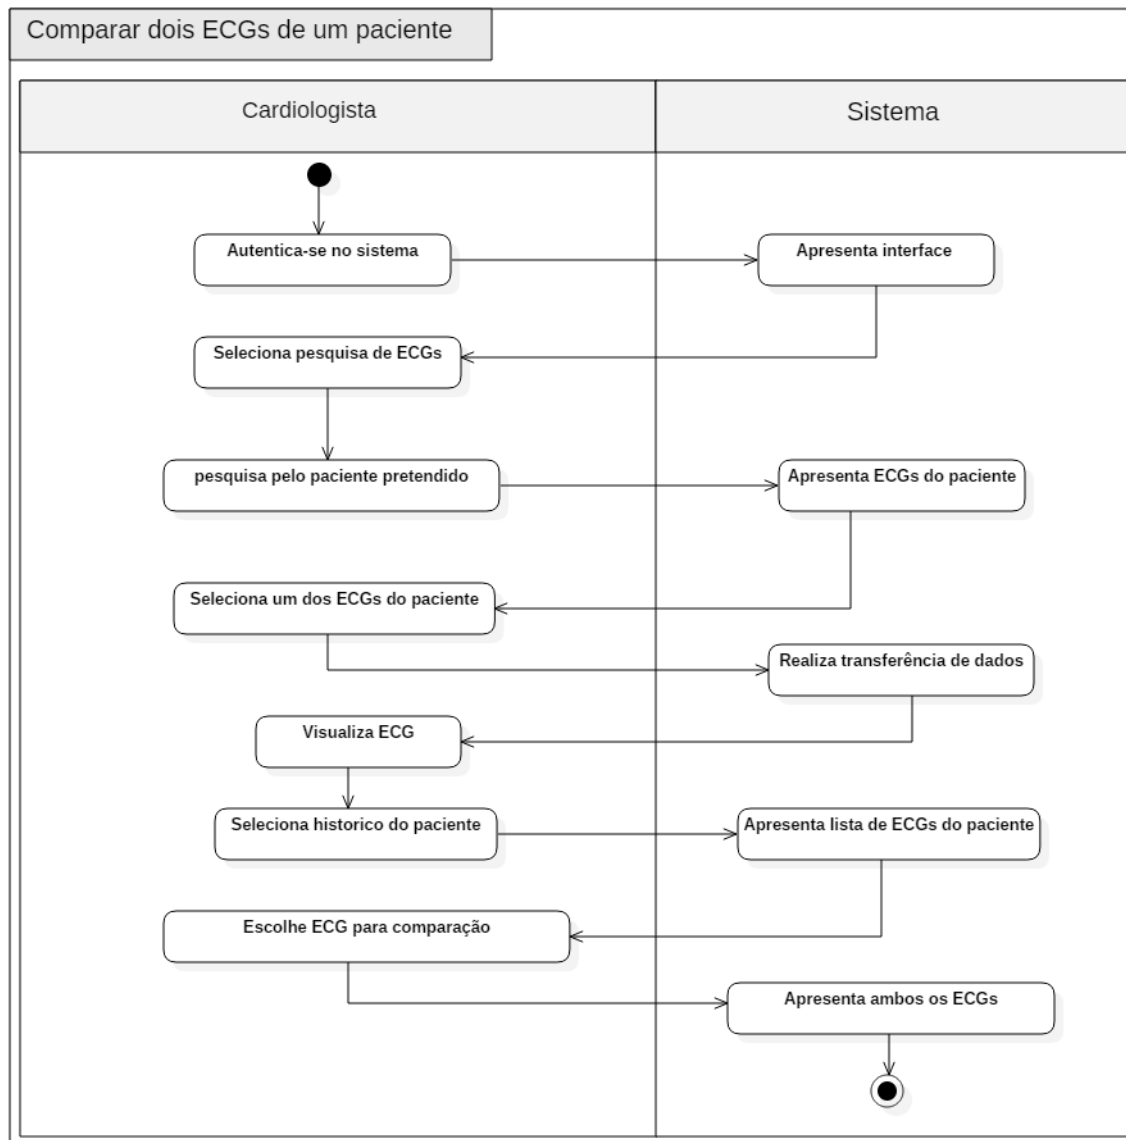 Comparar dois ECGs de um paciente
Cardiologista
Sistema
Autentica-se no sistema
Apresenta interface
Seleciona pesquisa de ECGs
pesquisa pelo paciente pretendido
Apresenta ECGs do paciente
Seleciona um dos ECGs do paciente
Realiza transferência de dados
Visualiza ECG
Seleciona historico do paciente
Apresenta lista de ECGs do paciente
Escolhe ECG para comparação
Apresenta ambos os ECGs